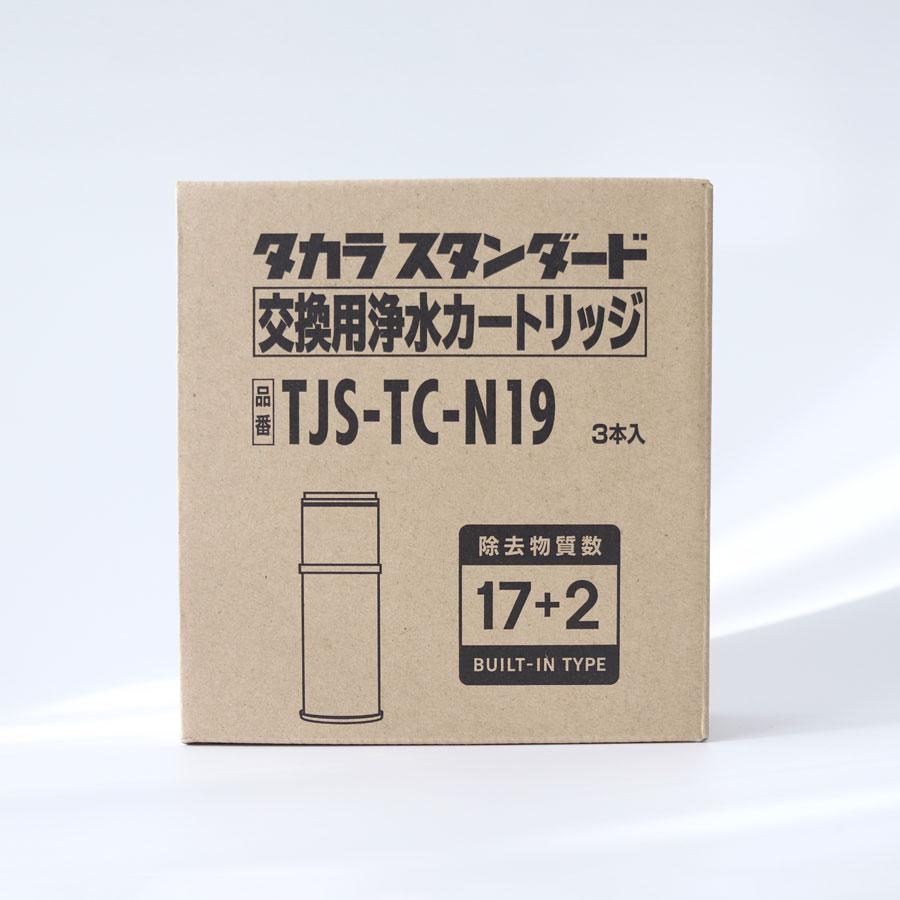 タカラスタンダード
交換用浄水カートリッジ
品番 TJS-TC-N19 3本入
除去物質数
17+2
BUILT-IN TYPE